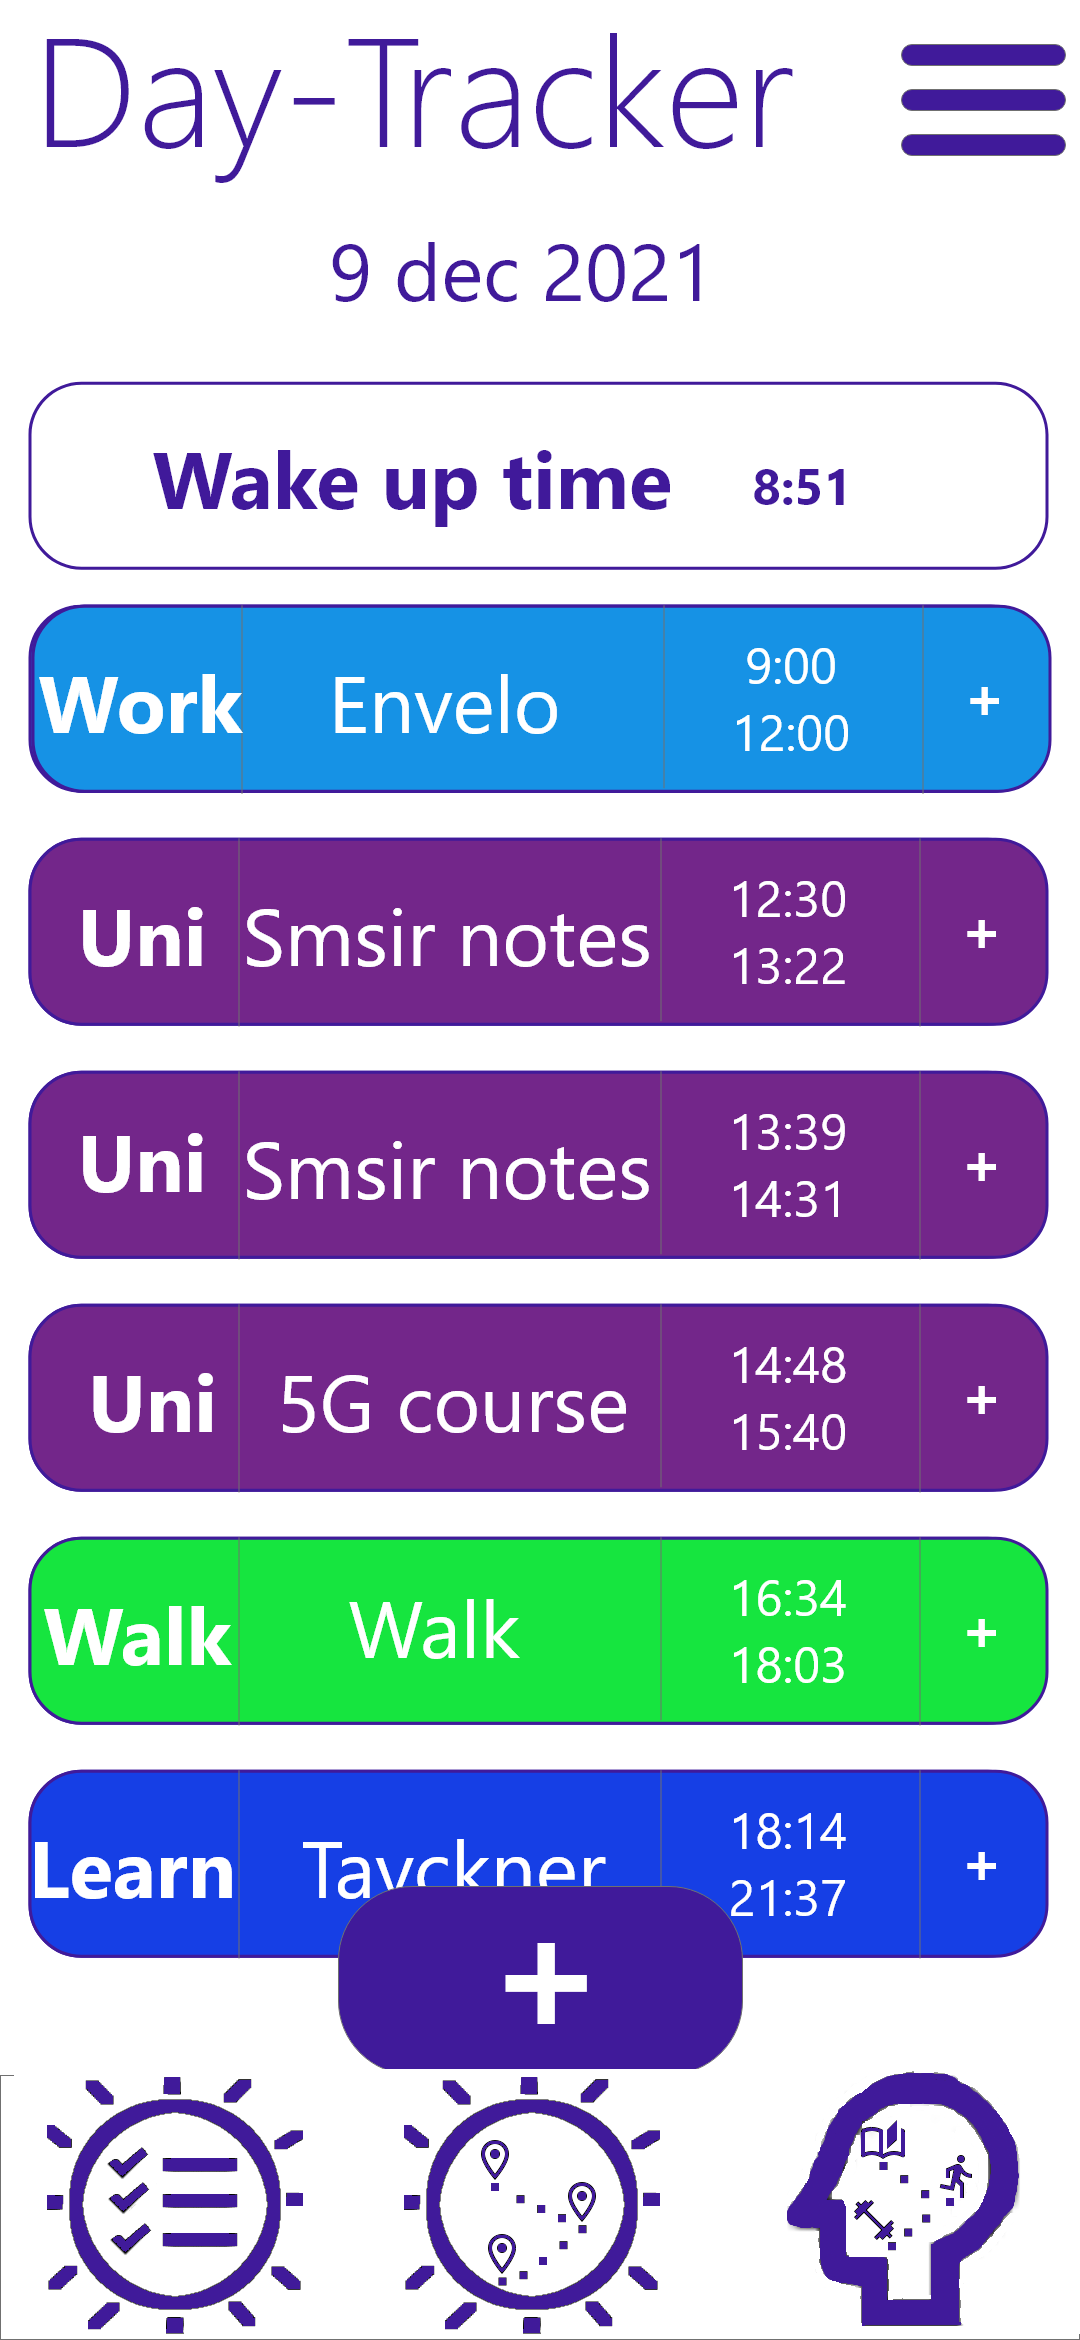 Day-Tracker
9 dec 2021
Wake up time 8:51
Work Envelo 9:00 12:00 +
Uni Smsir notes 12:30 13:22 +
Uni Smsir notes 13:39 14:31 +
Uni 5G course 14:48 15:40 +
Walk Walk 16:34 18:03 +
Learn Tayckner 18:14 21:37 +
+